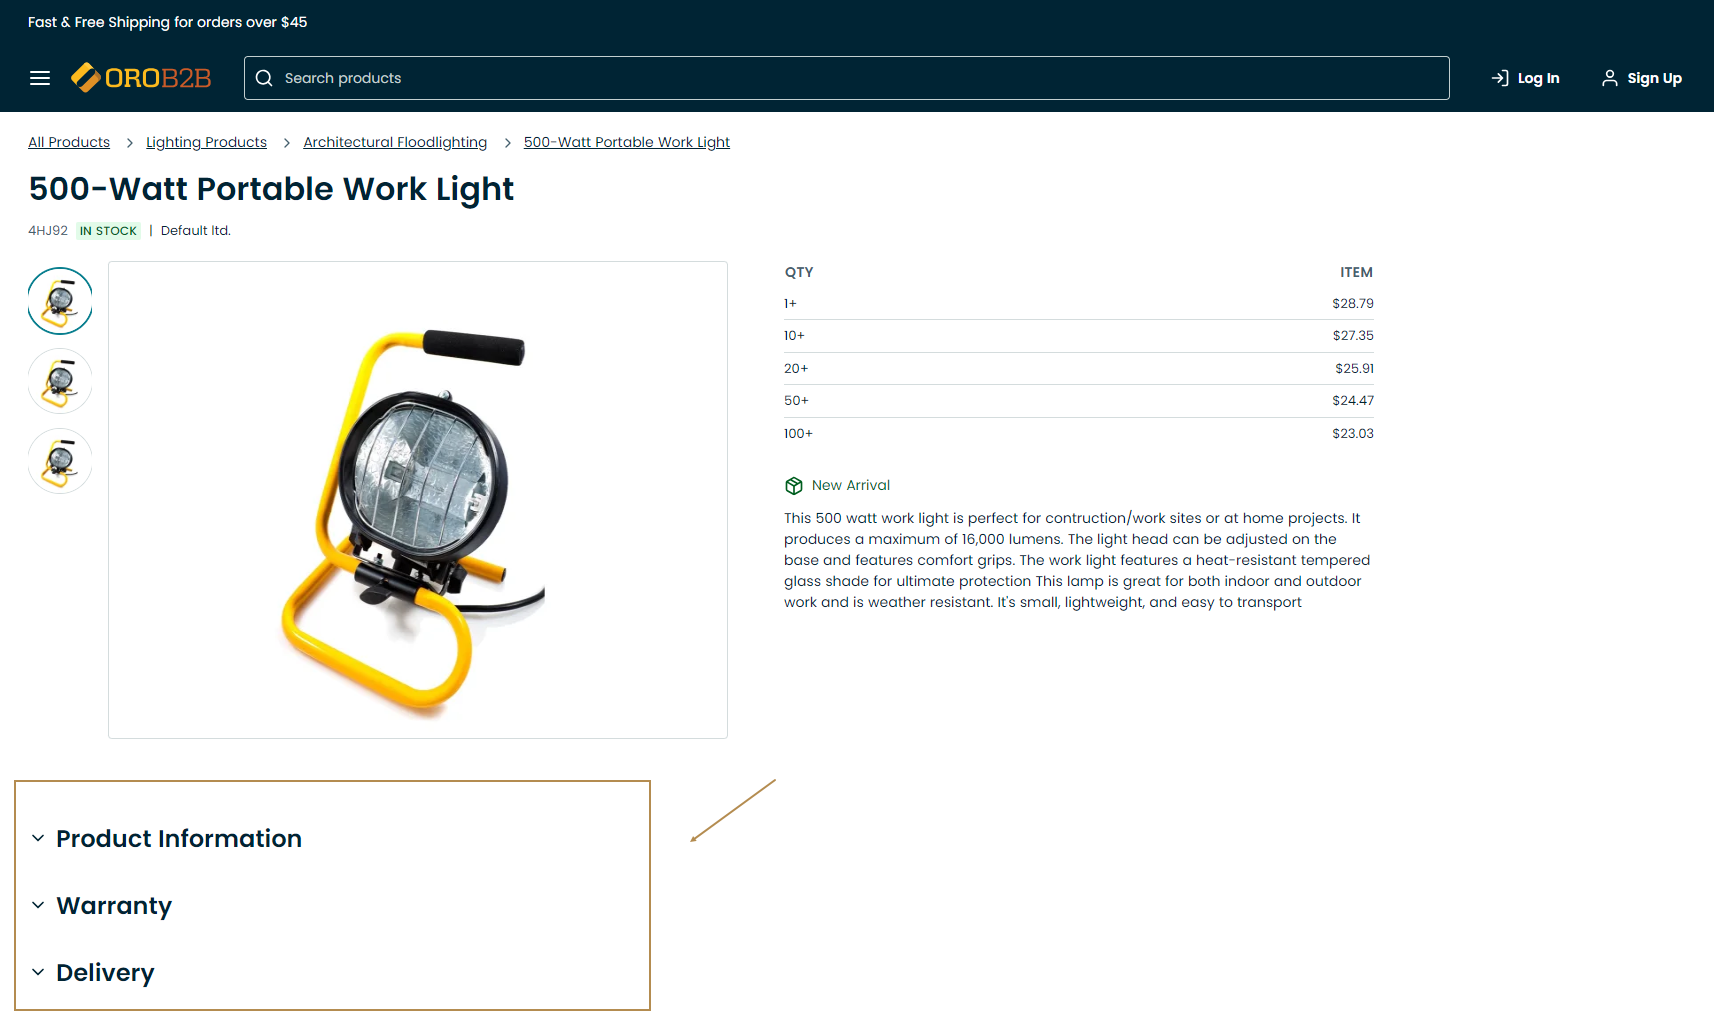 Fast & Free Shipping for orders over $45
OROB2B
Search products
Log In
Sign Up
All Products > Lighting Products > Architectural Floodlighting > 500-Watt Portable Work Light
500-Watt Portable Work Light
4HJ92 IN STOCK | Default ltd.
QTY ITEM
1+ $28.79
10+ $27.35
20+ $25.91
50+ $24.47
100+ $23.03
New Arrival
This 500 watt work light is perfect for contruction/work sites or at home projects. It
produces a maximum of 16,000 lumens. The light head can be adjusted on the
base and features comfort grips. The work light features a heat-resistant tempered
glass shade for ultimate protection This lamp is great for both indoor and outdoor
work and is weather resistant. It's small, lightweight, and easy to transport
Product Information
Warranty
Delivery